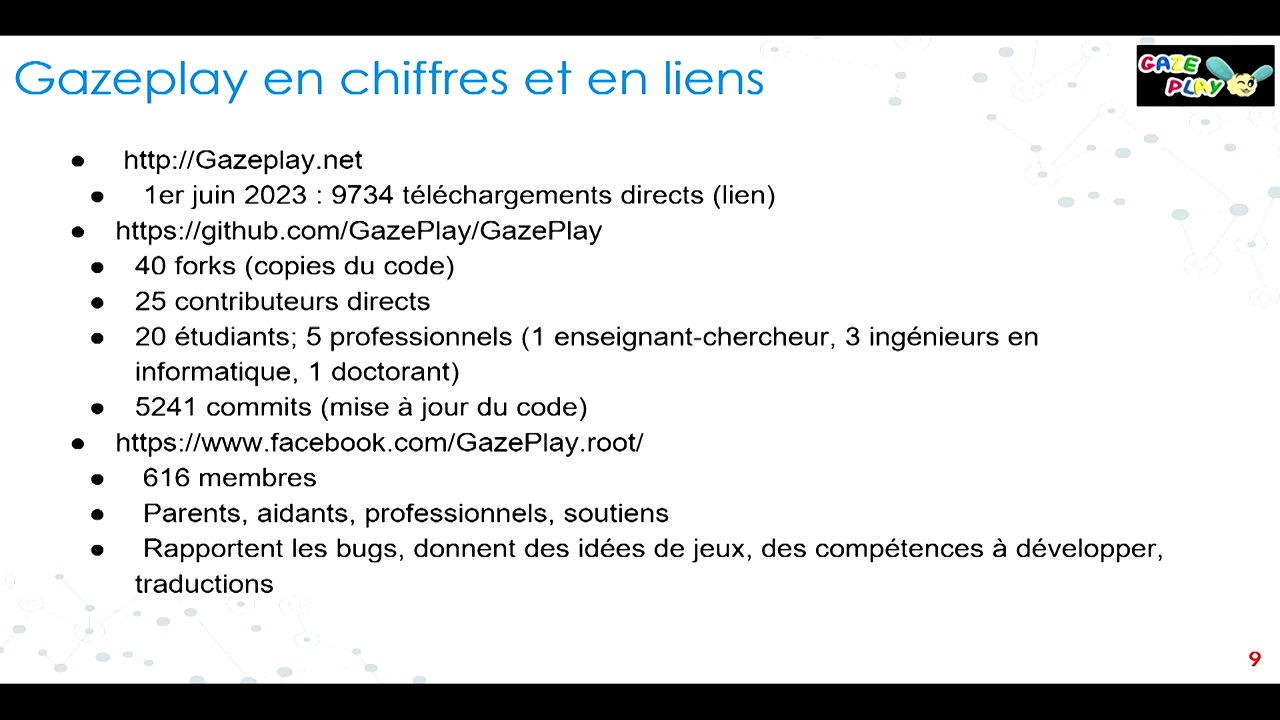 Gazeplay en chiffres et en liens
GAZE
PLAY
● http://Gazeplay.net
● 1er juin 2023 : 9734 téléchargements directs (lien)
● https://github.com/GazePlay/GazePlay
● 40 forks (copies du code)
● 25 contributeurs directs
● 20 étudiants; 5 professionnels (1 enseignant-chercheur, 3 ingénieurs en
informatique, 1 doctorant)
● 5241 commits (mise à jour du code)
● https://www.facebook.com/GazePlay.root/
● 616 membres
● Parents, aidants, professionnels, soutiens
● Rapportent les bugs, donnent des idées de jeux, des compétences à développer,
traductions
9